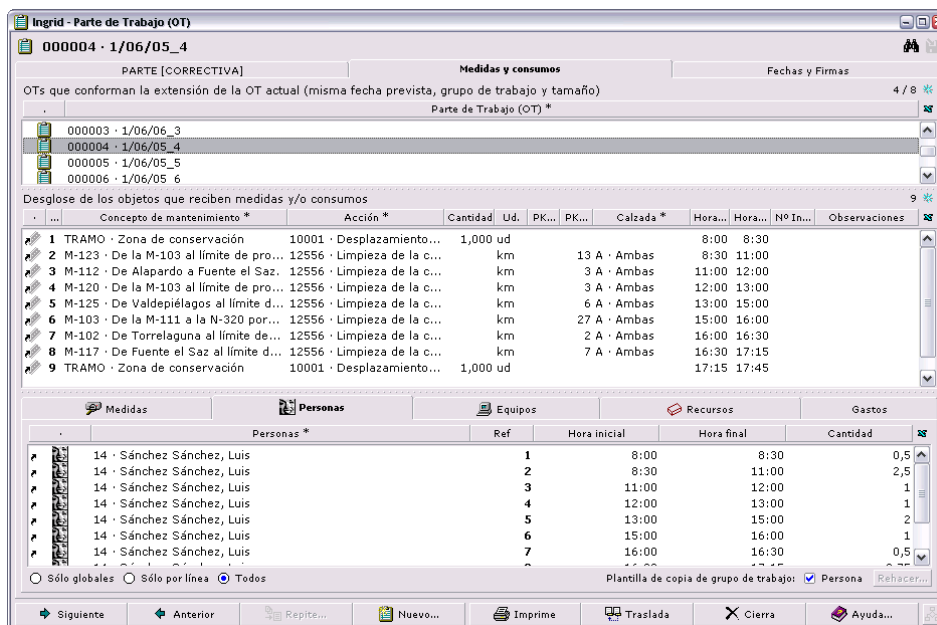 Ingrid - Parte de Trabajo (OT)
000004 · 1/06/05_4
PARTE [CORRECTIVA] Medidas y consumos Fechas y Firmas
OTs que conforman la extensión de la OT actual (misma fecha prevista, grupo de trabajo y tamaño) 4 / 8
. Parte de Trabajo (OT) *
000003 · 1/06/06_3
000004 · 1/06/05_4
000005 · 1/06/05_5
000006 · 1/06/05_6
Desglose de los objetos que reciben medidas y/o consumos 9
· ... Concepto de mantenimiento * Acción * Cantidad Ud. PK... PK... Calzada * Hora... Hora... Nº In... Observaciones
1 TRAMO · Zona de conservación 10001 · Desplazamiento... 1,000 ud 8:00 8:30
2 M-123 · De la M-103 al límite de pro... 12556 · Limpieza de la c... km 13 A · Ambas 8:30 11:00
3 M-112 · De Alapardo a Fuente el Saz. 12556 · Limpieza de la c... km 3 A · Ambas 11:00 12:00
4 M-120 · De la M-103 al límite de pro... 12556 · Limpieza de la c... km 3 A · Ambas 12:00 13:00
5 M-125 · De Valdepiélagos al límite d... 12556 · Limpieza de la c... km 6 A · Ambas 13:00 15:00
6 M-103 · De la M-111 a la N-320 por... 12556 · Limpieza de la c... km 27 A · Ambas 15:00 16:00
7 M-102 · De Torrelaguna al límite de... 12556 · Limpieza de la c... km 2 A · Ambas 16:00 16:30
8 M-117 · De Fuente el Saz al límite d... 12556 · Limpieza de la c... km 7 A · Ambas 16:30 17:15
9 TRAMO · Zona de conservación 10001 · Desplazamiento... 1,000 ud 17:15 17:45
Medidas Personas Equipos Recursos Gastos
· Personas * Ref Hora inicial Hora final Cantidad
14 · Sánchez Sánchez, Luis 1 8:00 8:30 0,5
14 · Sánchez Sánchez, Luis 2 8:30 11:00 2,5
14 · Sánchez Sánchez, Luis 3 11:00 12:00 1
14 · Sánchez Sánchez, Luis 4 12:00 13:00 1
14 · Sánchez Sánchez, Luis 5 13:00 15:00 2
14 · Sánchez Sánchez, Luis 6 15:00 16:00 1
14 · Sánchez Sánchez, Luis 7 16:00 16:30 0,5
Sólo globales Sólo por línea Todos Plantilla de copia de grupo de trabajo: Persona Rehacer...
Siguiente Anterior Repite... Nuevo... Imprime Traslada Cierra Ayuda...